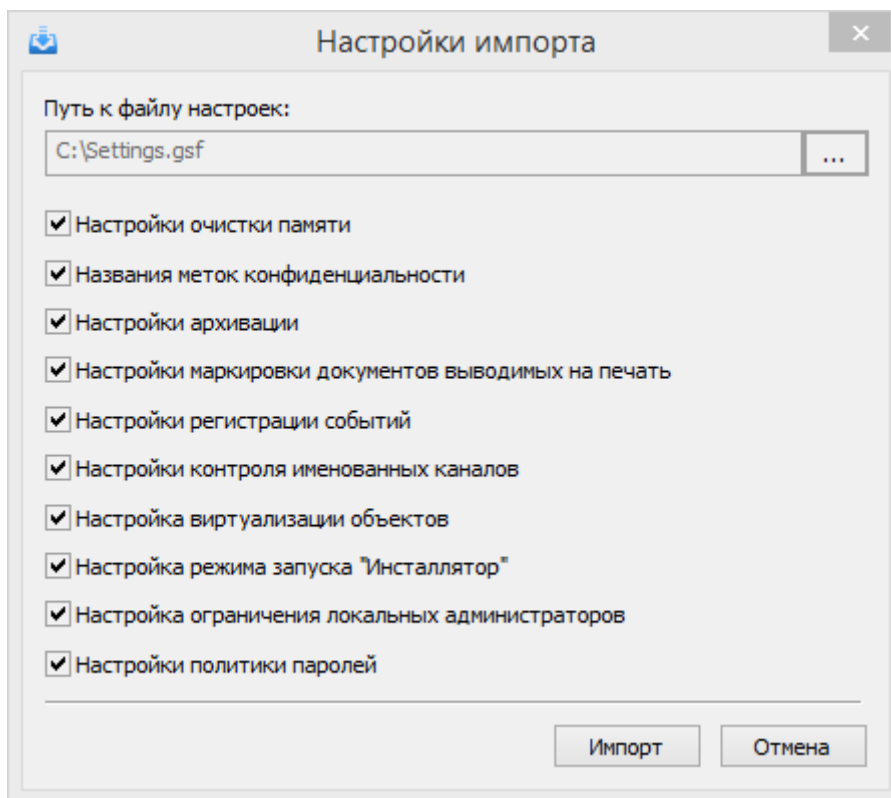 Настройки импорта
Путь к файлу настроек:
C:\Settings.gsf
...
Настройки очистки памяти
Названия меток конфиденциальности
Настройки архивации
Настройки маркировки документов выводимых на печать
Настройки регистрации событий
Настройки контроля именованных каналов
Настройка виртуализации объектов
Настройка режима запуска "Инсталлятор"
Настройка ограничения локальных администраторов
Настройки политики паролей
Импорт Отмена